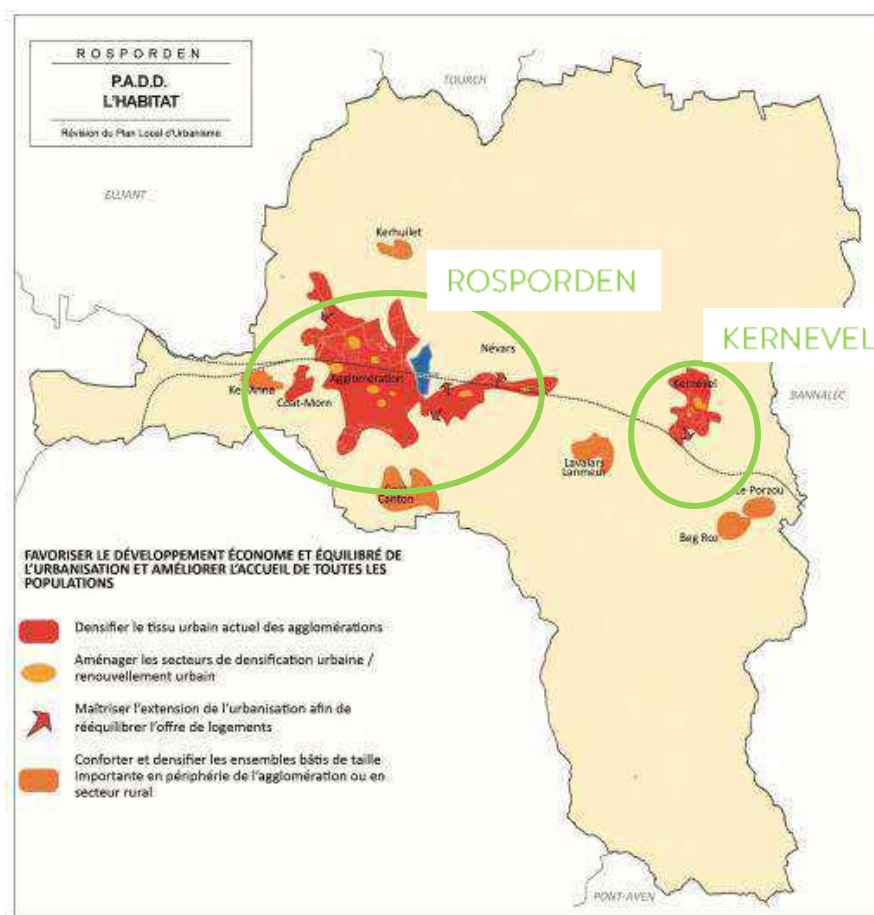 ROSPORDEN
P.A.D.D.
L'HABITAT
Révision du Plan Local d'Urbanisme
TOURCH
ELLIANT
Kerhuilet
ROSPORDEN
KERNEVEL
Névars
Agglomération
Kernével
Ker Anne
Coat-Morn
BANNALEC
Lavalars
Lanmeur
Canton
Le Porzou
Beg Roz
FAVORISER LE DÉVELOPPEMENT ÉCONOME ET ÉQUILIBRÉ DE
L'URBANISATION ET AMÉLIORER L'ACCUEIL DE TOUTES LES
POPULATIONS
Densifier le tissu urbain actuel des agglomérations
Aménager les secteurs de densification urbaine /
renouvellement urbain
Maîtriser l'extension de l'urbanisation afin de
rééquilibrer l'offre de logements
Conforter et densifier les ensembles bâtis de taille
importante en périphérie de l'agglomération ou en
secteur rural
PONT-AVEN